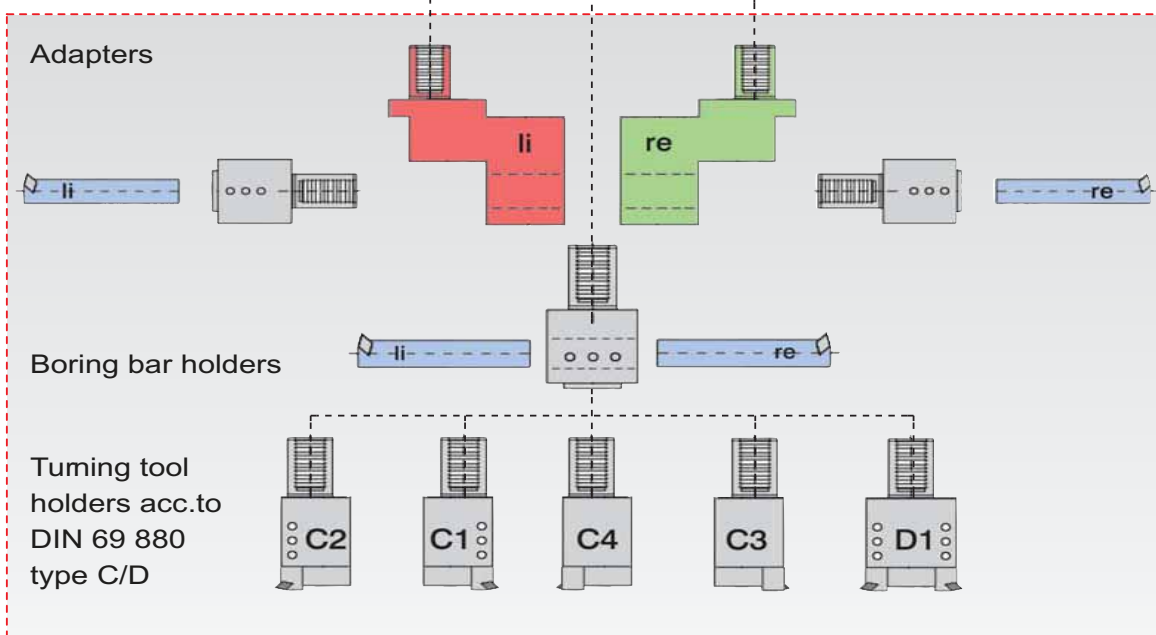 Adapters
li
re
li
re
Boring bar holders
li
re
Turning tool
holders acc.to
DIN 69 880
type C/D
C2
C1
C4
C3
D1